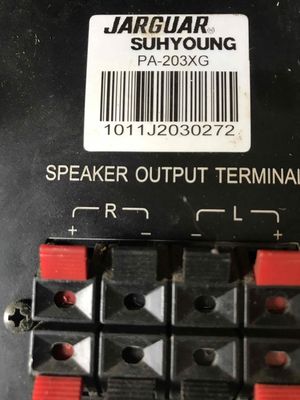 JARGUAR®
SUHYOUNG
PA-203XG
1011J2030272
SPEAKER OUTPUT TERMINAL
R L
+ − − +